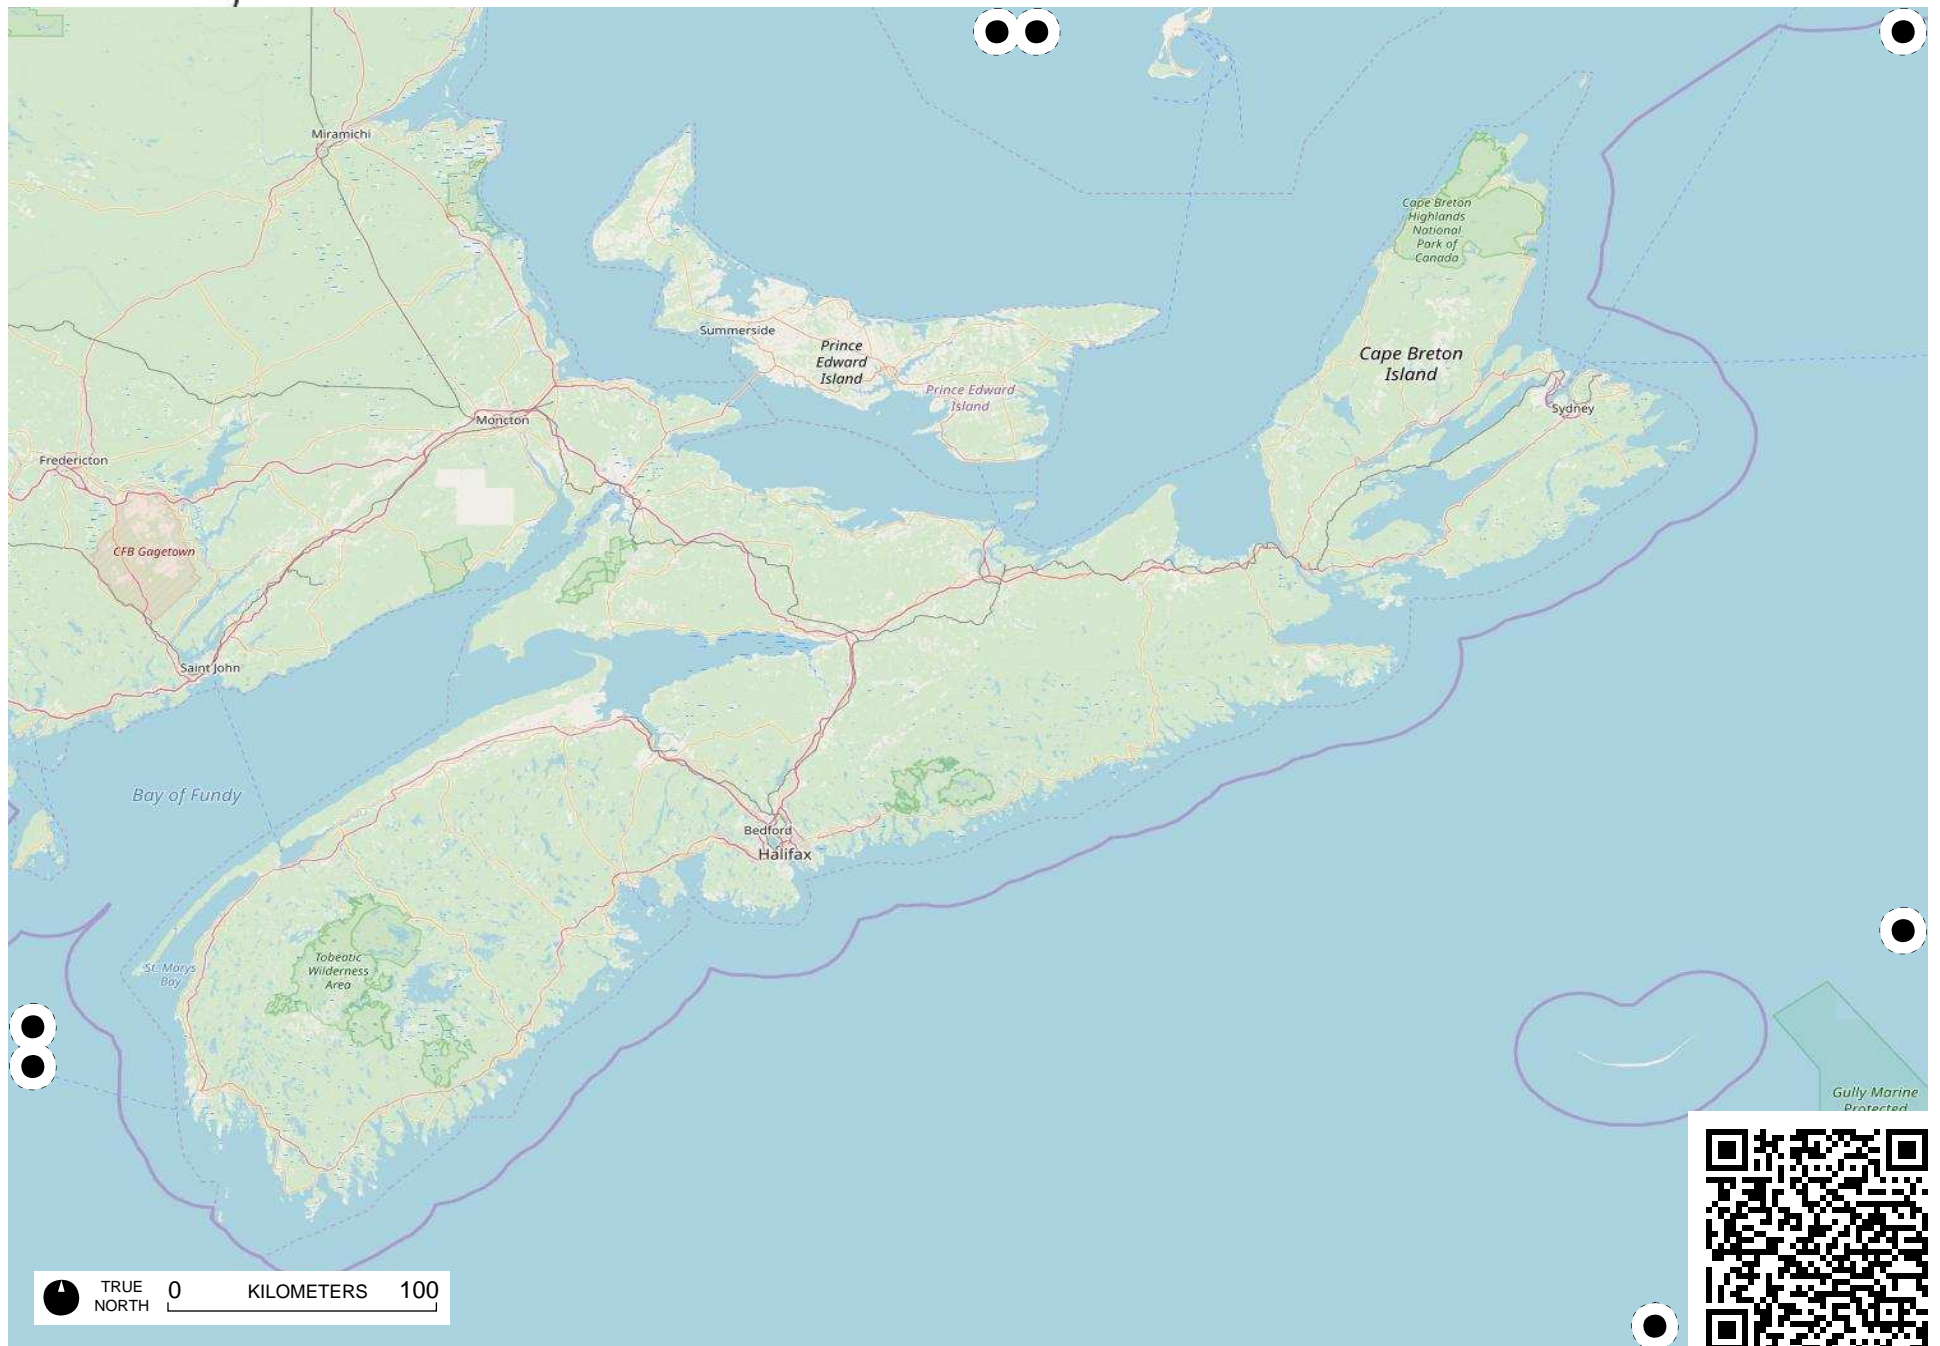 Miramichi
Cape Breton
Highlands
National
Park of
Canada
Summerside
Prince
Edward
Island
Prince Edward
Island
Cape Breton
Island
Sydney
Moncton
Fredericton
CFB Gagetown
Saint John
Bay of Fundy
Bedford
Halifax
St. Marys
Bay
Tobeatic
Wilderness
Area
Gully Marine
Protected
TRUE
NORTH
0 KILOMETERS 100